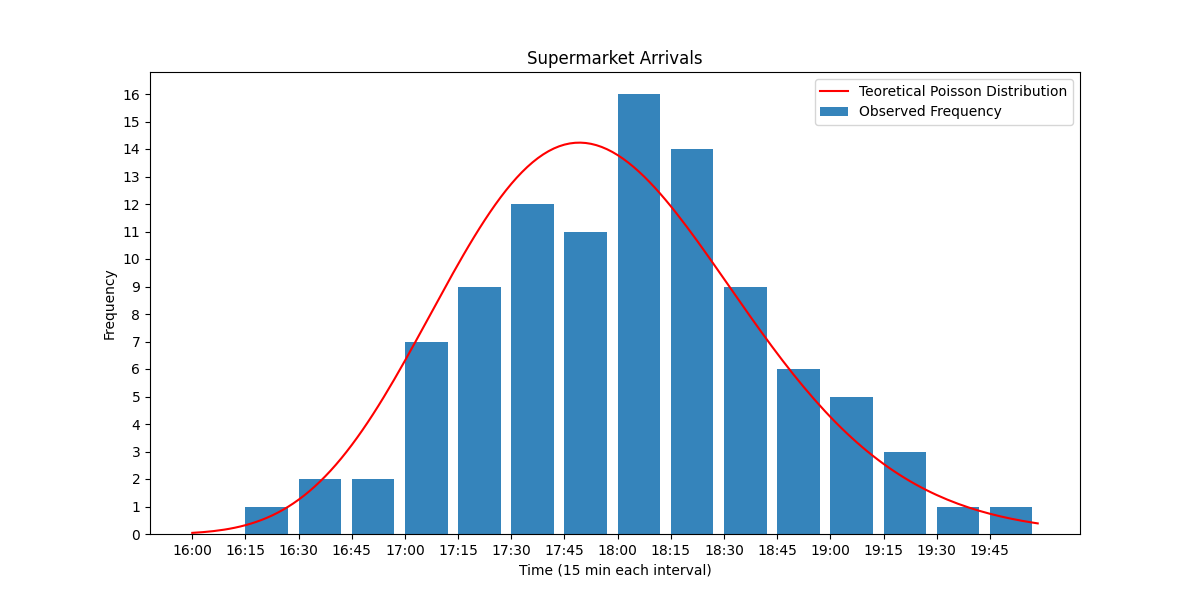 Supermarket Arrivals
Teoretical Poisson Distribution
Observed Frequency
Frequency
16
15
14
13
12
11
10
9
8
7
6
5
4
3
2
1
0
16:00 16:15 16:30 16:45 17:00 17:15 17:30 17:45 18:00 18:15 18:30 18:45 19:00 19:15 19:30 19:45
Time (15 min each interval)